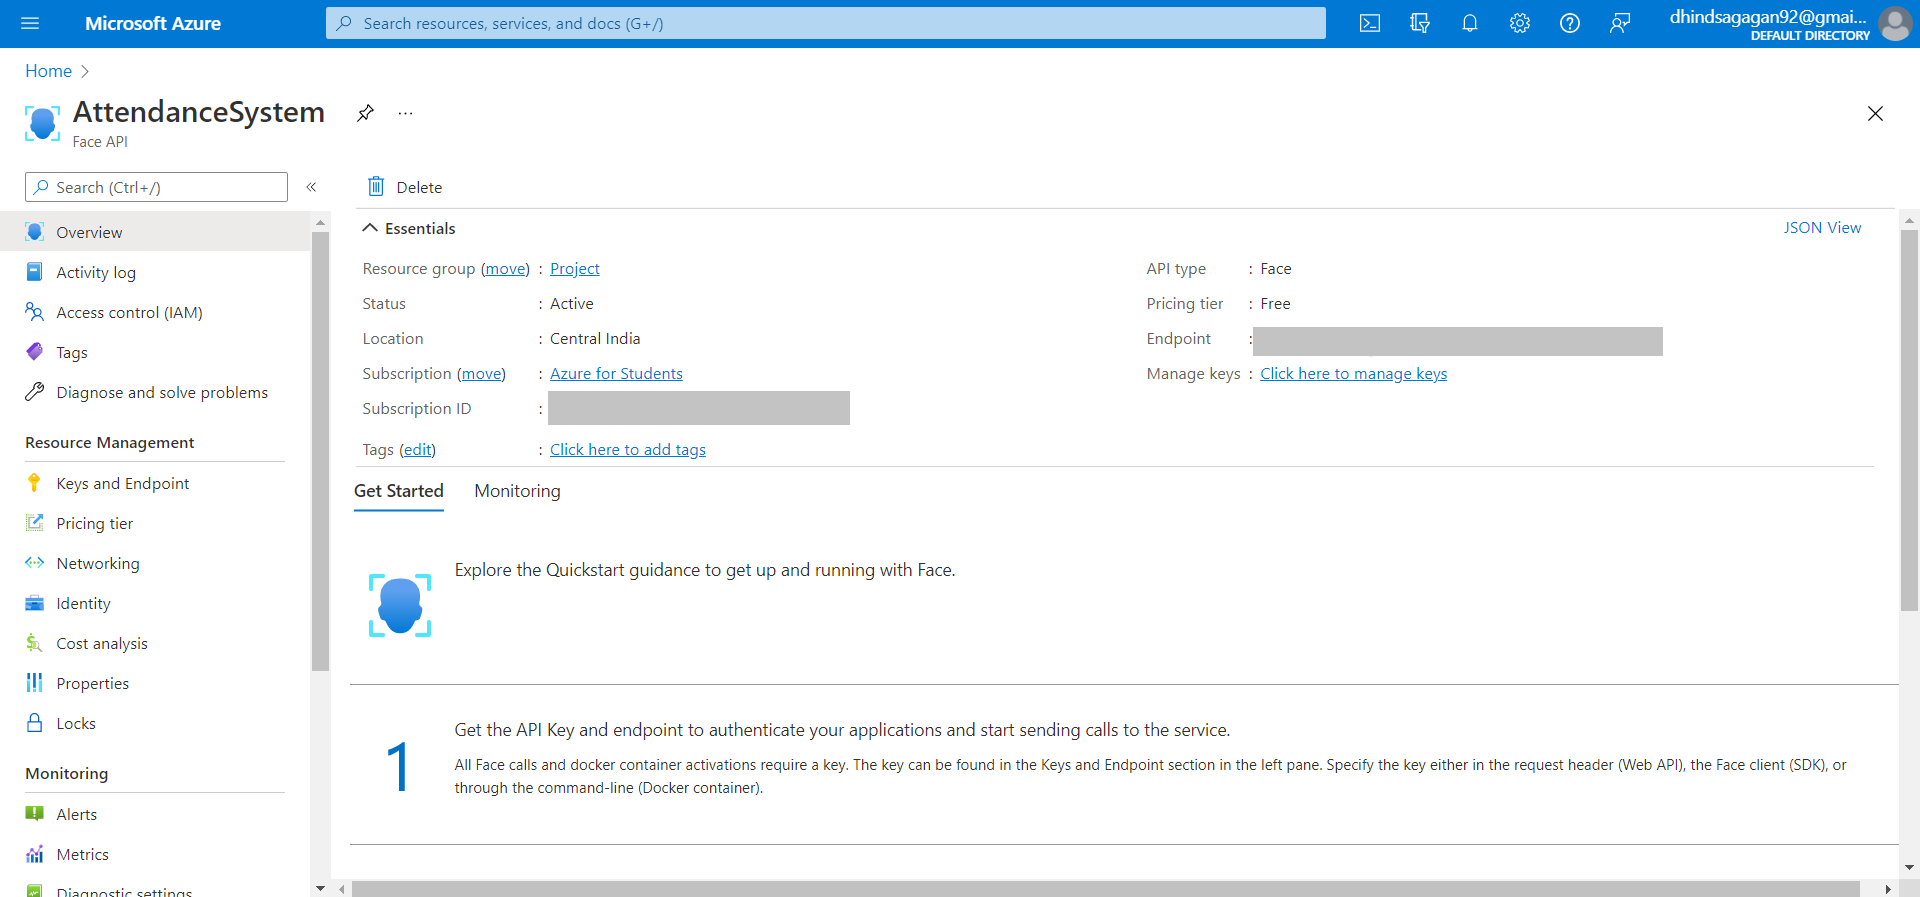 Microsoft Azure
Search resources, services, and docs (G+/)
dhindsagagan92@gmai...
DEFAULT DIRECTORY
Home
AttendanceSystem
...
Face API
Search (Ctrl+/)
«
Delete
Overview
Activity log
Access control (IAM)
Tags
Diagnose and solve problems
Resource Management
Keys and Endpoint
Pricing tier
Networking
Identity
Cost analysis
Properties
Locks
Monitoring
Alerts
Metrics
Diagnostic settings
Essentials
JSON View
Resource group (move) : Project
Status : Active
Location : Central India
Subscription (move) : Azure for Students
Subscription ID :
Tags (edit) : Click here to add tags
API type : Face
Pricing tier : Free
Endpoint :
Manage keys : Click here to manage keys
Get Started Monitoring
Explore the Quickstart guidance to get up and running with Face.
1
Get the API Key and endpoint to authenticate your applications and start sending calls to the service.
All Face calls and docker container activations require a key. The key can be found in the Keys and Endpoint section in the left pane. Specify the key either in the request header (Web API), the Face client (SDK), or
through the command-line (Docker container).